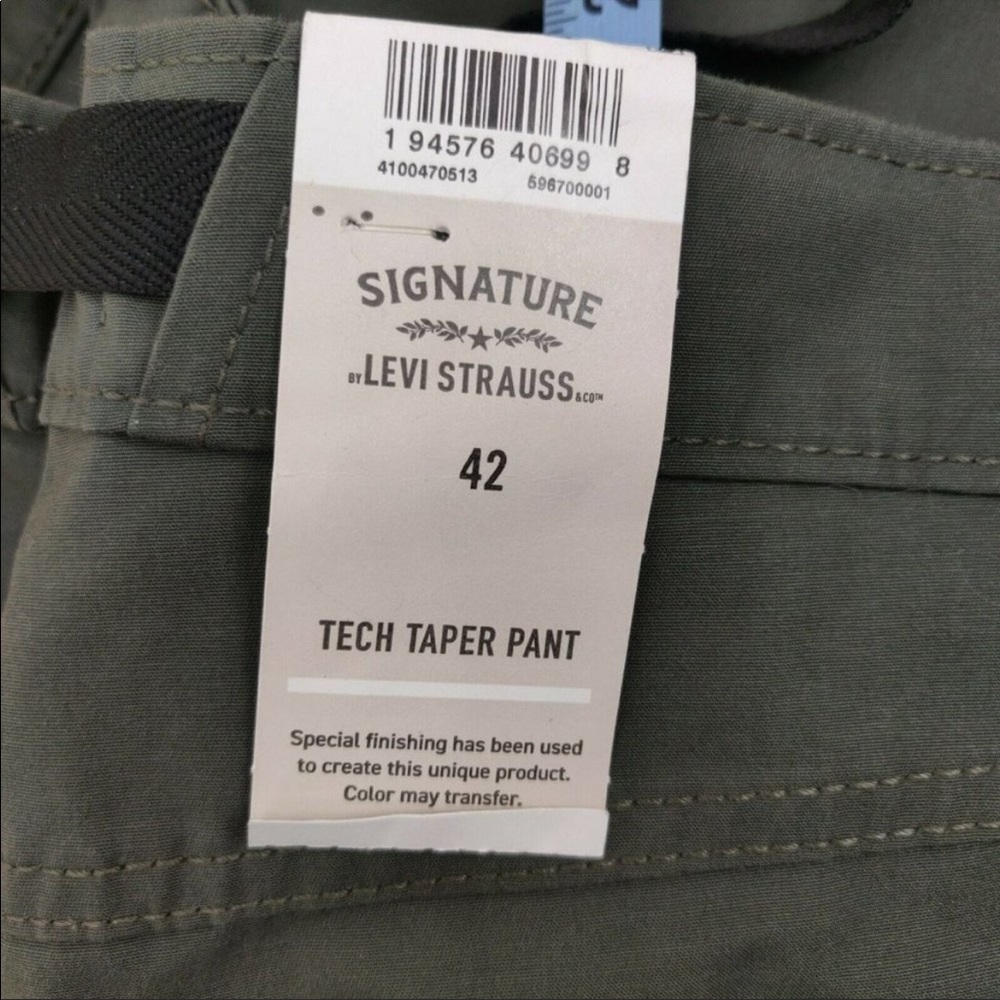 2
1 94576 40699 8
4100470513 596700001
SIGNATURE
BY LEVI STRAUSS & CO™
42
TECH TAPER PANT
Special finishing has been used
to create this unique product.
Color may transfer.